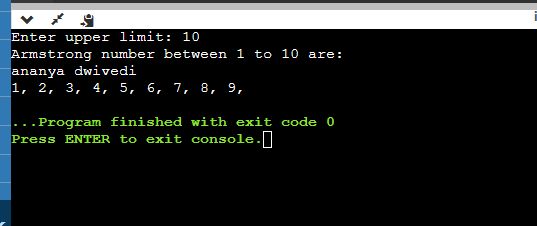 Enter upper limit: 10
Armstrong number between 1 to 10 are:
ananya dwivedi
1, 2, 3, 4, 5, 6, 7, 8, 9,
...Program finished with exit code 0
Press ENTER to exit console.